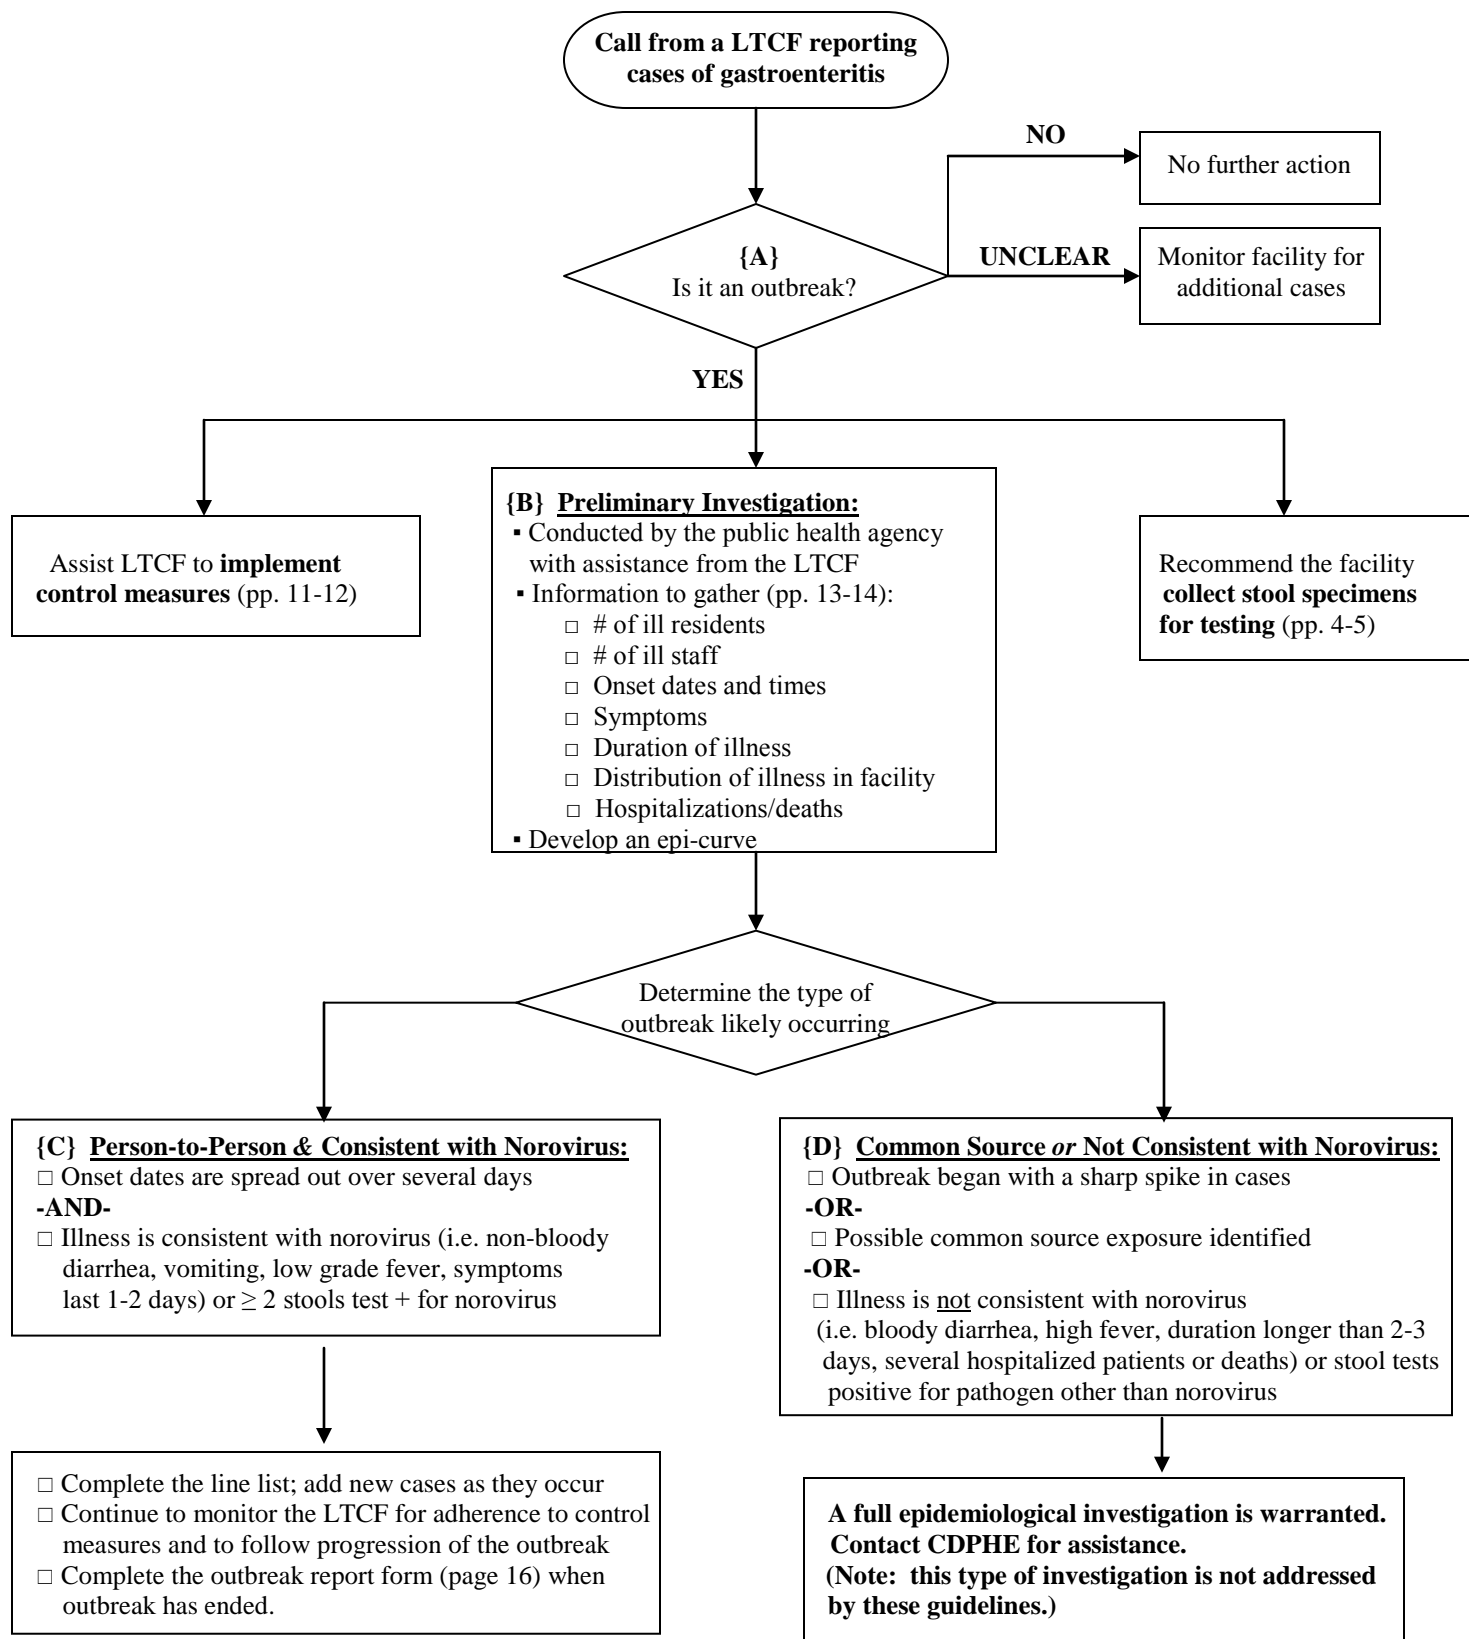 Call from a LTCF reporting
cases of gastroenteritis
NO
No further action
{A}
Is it an outbreak?
UNCLEAR
Monitor facility for
additional cases
YES
Assist LTCF to implement
control measures (pp. 11-12)
{B} Preliminary Investigation:
▪ Conducted by the public health agency
with assistance from the LTCF
▪ Information to gather (pp. 13-14):
□ # of ill residents
□ # of ill staff
□ Onset dates and times
□ Symptoms
□ Duration of illness
□ Distribution of illness in facility
□ Hospitalizations/deaths
▪ Develop an epi-curve
Recommend the facility
collect stool specimens
for testing (pp. 4-5)
Determine the type of
outbreak likely occurring
{C} Person-to-Person & Consistent with Norovirus:
□ Onset dates are spread out over several days
-AND-
□ Illness is consistent with norovirus (i.e. non-bloody
diarrhea, vomiting, low grade fever, symptoms
last 1-2 days) or ≥ 2 stools test + for norovirus
{D} Common Source or Not Consistent with Norovirus:
□ Outbreak began with a sharp spike in cases
-OR-
□ Possible common source exposure identified
-OR-
□ Illness is not consistent with norovirus
(i.e. bloody diarrhea, high fever, duration longer than 2-3
days, several hospitalized patients or deaths) or stool tests
positive for pathogen other than norovirus
□ Complete the line list; add new cases as they occur
□ Continue to monitor the LTCF for adherence to control
measures and to follow progression of the outbreak
□ Complete the outbreak report form (page 16) when
outbreak has ended.
A full epidemiological investigation is warranted.
Contact CDPHE for assistance.
(Note: this type of investigation is not addressed
by these guidelines.)